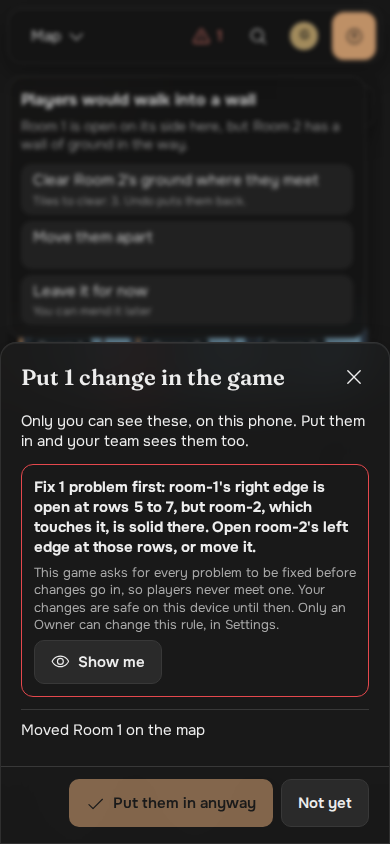 Map
1
Players would walk into a wall
Room 1 is open on its side here, but Room 2 has a
wall of ground in the way.
Clear Room 2's ground where they meet
Tiles to clear: 3. Undo puts them back.
Move them apart
Leave it for now
You can mend it later
Put 1 change in the game
Only you can see these, on this phone. Put them
in and your team sees them too.
Fix 1 problem first: room-1's right edge is
open at rows 5 to 7, but room-2, which
touches it, is solid there. Open room-2's left
edge at those rows, or move it.
This game asks for every problem to be fixed before
changes go in, so players never meet one. Your
changes are safe on this device until then. Only an
Owner can change this rule, in Settings.
Show me
Moved Room 1 on the map
Put them in anyway
Not yet